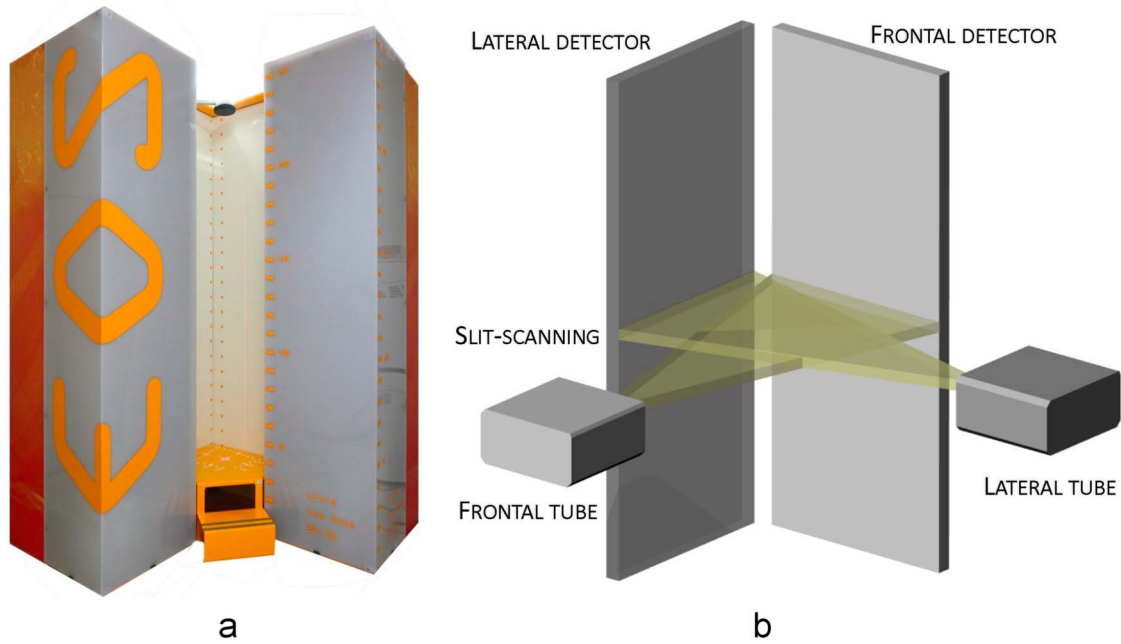 EOS
LATERAL DETECTOR
FRONTAL DETECTOR
SLIT-SCANNING
FRONTAL TUBE
LATERAL TUBE
a
b